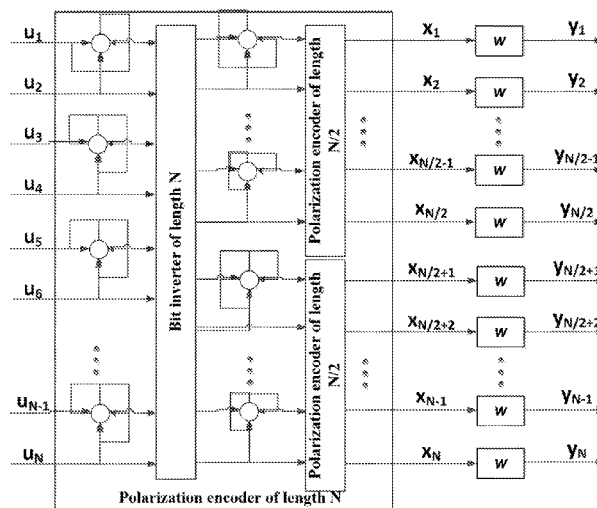 u1 x1 w y1
u2 x2 w y2
u3
u4 xN/2-1 w yN/2-1
u5 xN/2 w yN/2
u6 xN/2+1 w yN/2+1
xN/2+2 w yN/2+2
uN-1 xN-1 w yN-1
uN xN w yN
Bit inverter of length N
Polarization encoder of length
N/2
Polarization encoder of length
N/2
Polarization encoder of length N